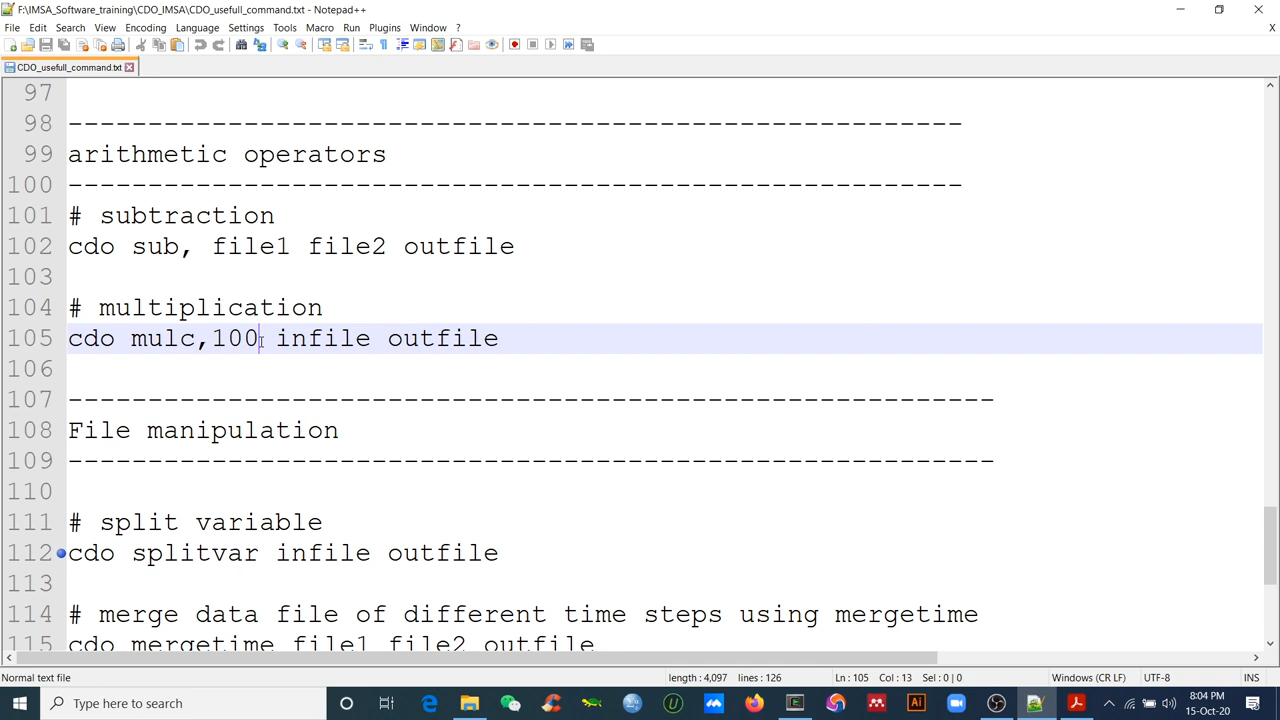 F:\IMSA_Software_training\CDO_IMSA\CDO_usefull_command.txt - Notepad++
File Edit Search View Encoding Language Settings Tools Macro Run Plugins Window ? X
CDO_usefull_command.txt
97
98 --------------------------------------------------------
99 arithmetic operators
100 --------------------------------------------------------
101 # subtraction
102 cdo sub, file1 file2 outfile
103
104 # multiplication
105 cdo mulc,100 infile outfile
106
107 ----------------------------------------------------------
108 File manipulation
109 ----------------------------------------------------------
110
111 # split variable
112 cdo splitvar infile outfile
113
114 # merge data file of different time steps using mergetime
115 cdo mergetime file1 file2 outfile
Normal text file length : 4,097 lines : 126 Ln : 105 Col : 13 Sel : 0 | 0 Windows (CR LF) UTF-8 INS
Type here to search
8:04 PM
15-Oct-20